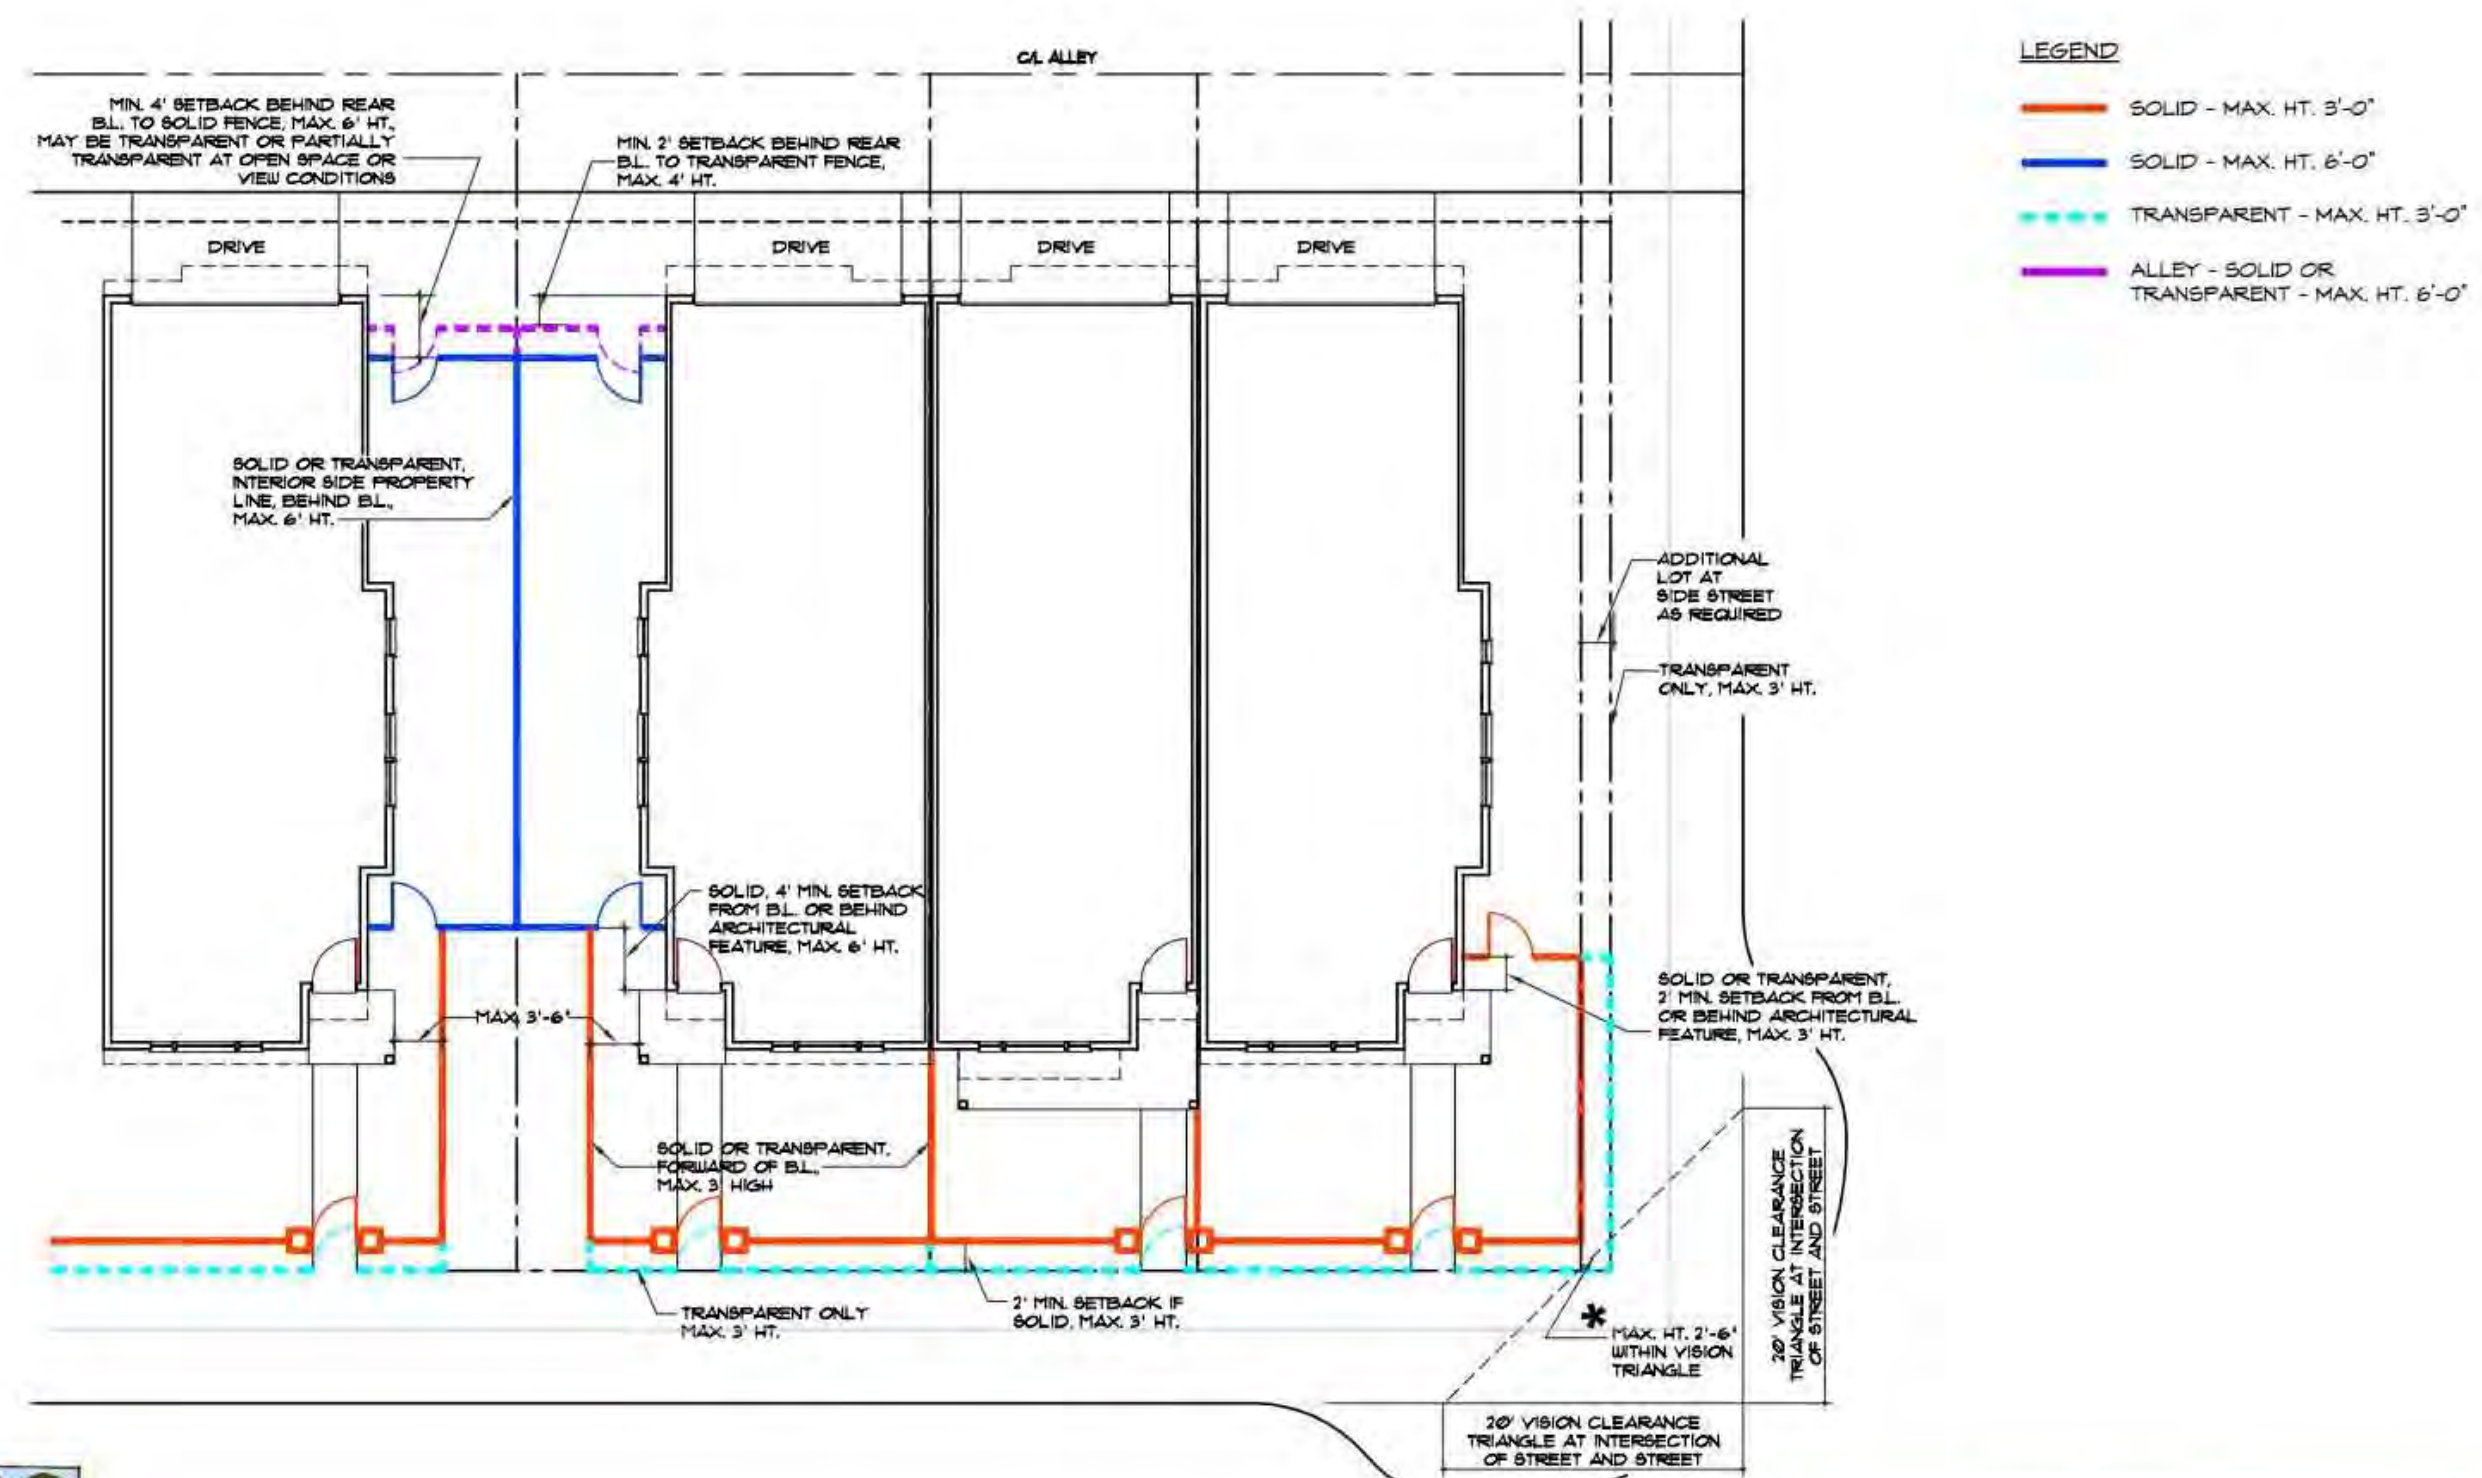 C/L ALLEY
LEGEND
SOLID - MAX. HT. 3'-0"
SOLID - MAX. HT. 6'-0"
TRANSPARENT - MAX. HT. 3'-0"
ALLEY - SOLID OR
TRANSPARENT - MAX. HT. 6'-0"
MIN. 4' SETBACK BEHIND REAR
B.L. TO SOLID FENCE, MAX. 6' HT.,
MAY BE TRANSPARENT OR PARTIALLY
TRANSPARENT AT OPEN SPACE OR
VIEW CONDITIONS
MIN. 2' SETBACK BEHIND REAR
B.L. TO TRANSPARENT FENCE,
MAX. 4' HT.
DRIVE
DRIVE
DRIVE
DRIVE
SOLID OR TRANSPARENT,
INTERIOR SIDE PROPERTY
LINE, BEHIND B.L.,
MAX. 6' HT.
ADDITIONAL
LOT AT
SIDE STREET
AS REQUIRED
TRANSPARENT
ONLY, MAX. 3' HT.
SOLID, 4' MIN. SETBACK
FROM B.L. OR BEHIND
ARCHITECTURAL
FEATURE, MAX. 6' HT.
SOLID OR TRANSPARENT,
2' MIN. SETBACK FROM B.L.
OR BEHIND ARCHITECTURAL
FEATURE, MAX. 3' HT.
MAX. 3'-6"
SOLID OR TRANSPARENT,
FORWARD OF B.L.,
MAX. 3' HIGH
TRANSPARENT ONLY
MAX. 3' HT.
2' MIN. SETBACK IF
SOLID, MAX. 3' HT.
*
MAX. HT. 2'-6"
WITHIN VISION
TRIANGLE
20' VISION CLEARANCE
TRIANGLE AT INTERSECTION
OF STREET AND STREET
20' VISION CLEARANCE
TRIANGLE AT INTERSECTION
OF STREET AND STREET